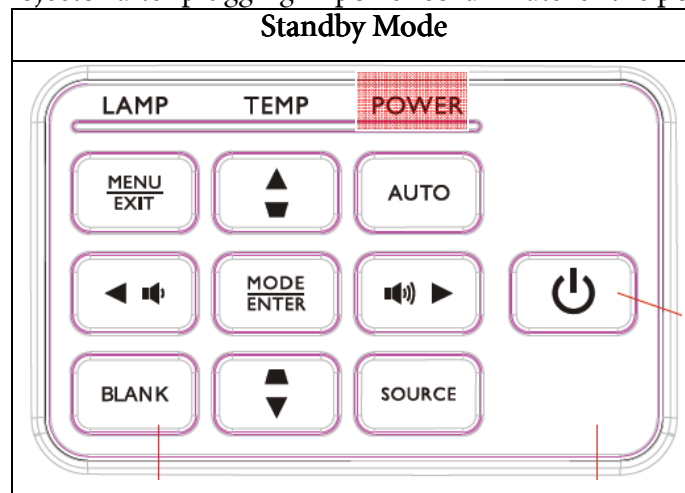 Standby Mode
LAMP TEMP POWER
MENU
EXIT
AUTO
MODE
ENTER
BLANK
SOURCE